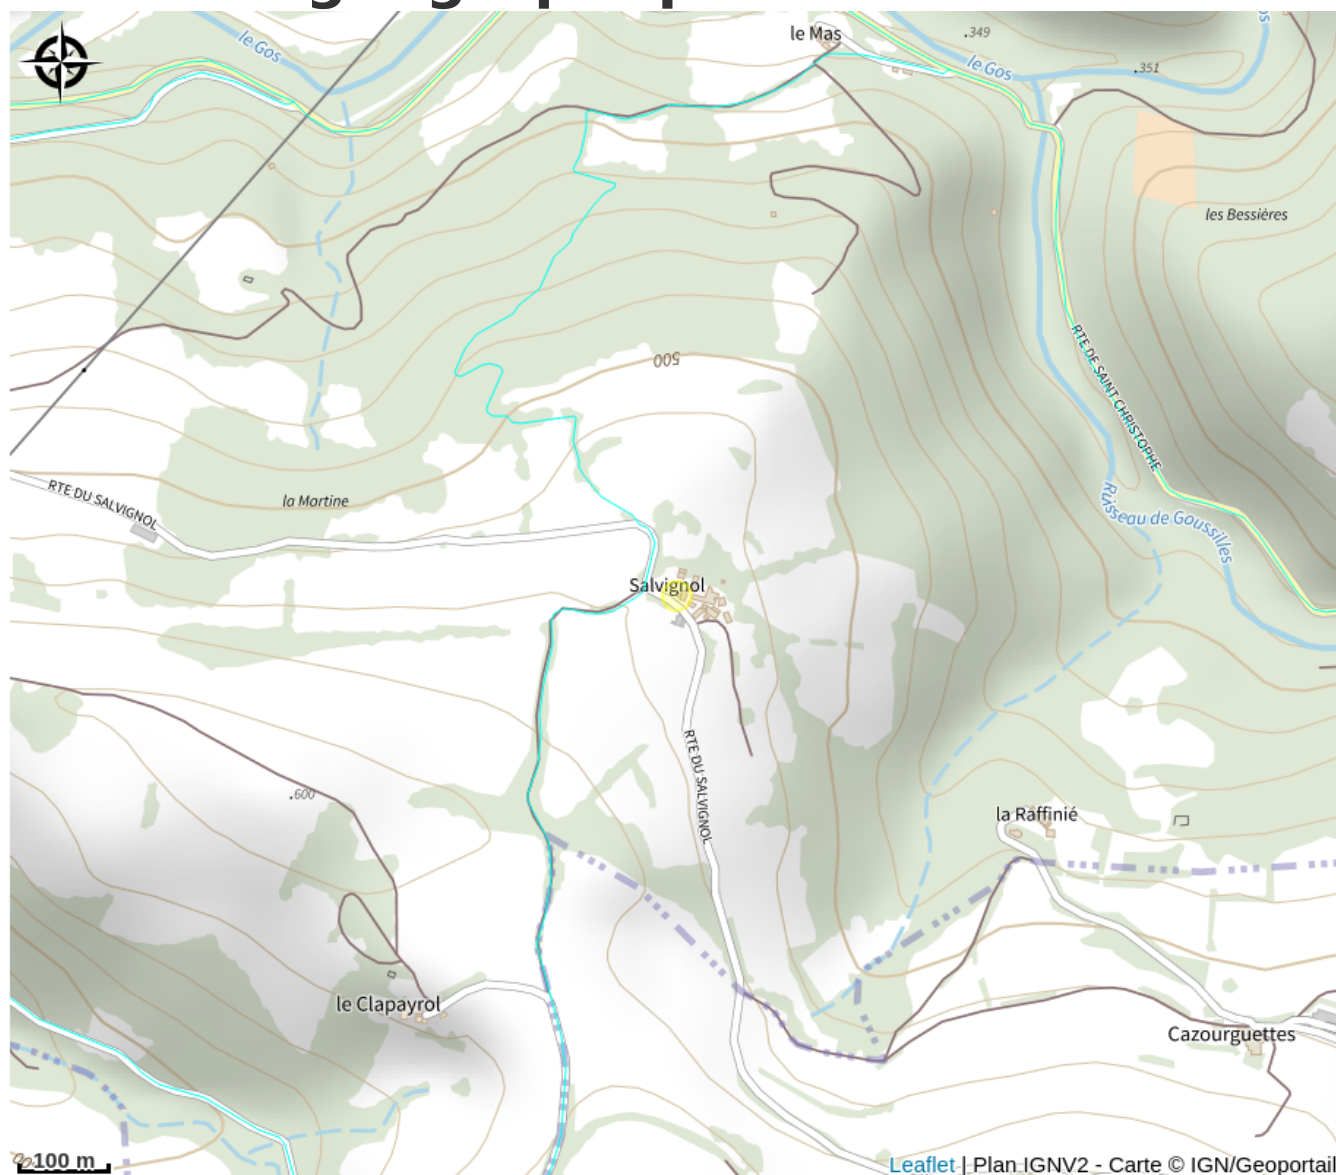 le Mas
.349
le Gos
le Gos
.351
les Bessières
500
RTE DE SAINT CHRISTOPHE
RTE DU SALVIGNOL
la Martine
Ruisseau de Goussilles
Salvignol
RTE DU SALVIGNOL
.600
la Raffinié
le Clapayrol
Cazourguettes
100 m
Leaflet | Plan IGNV2 - Carte © IGN/Geoportail